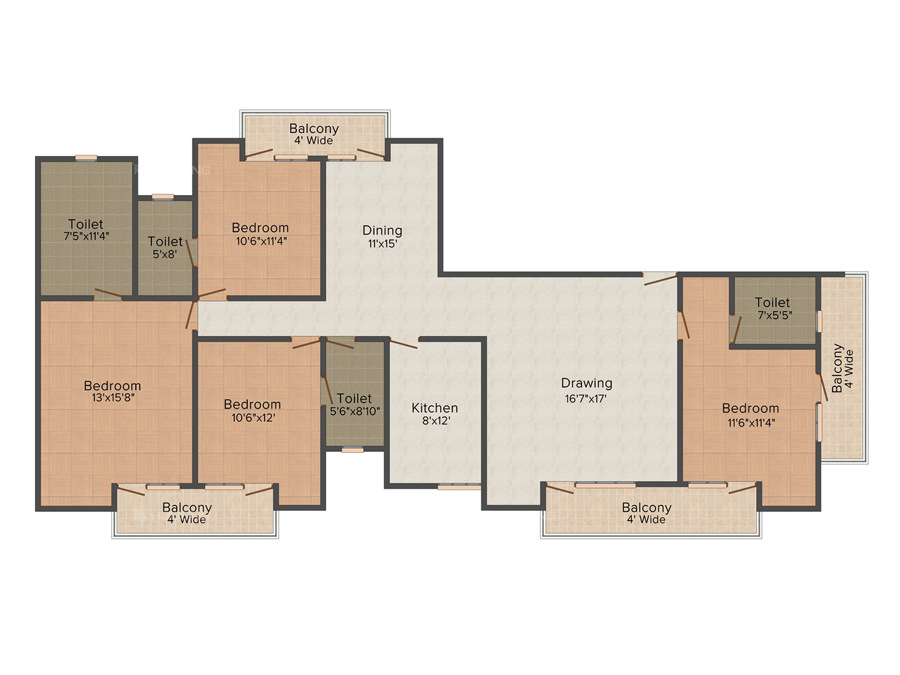 Balcony
4' Wide
Toilet
7'5"x11'4"
Toilet
5'x8'
Bedroom
10'6"x11'4"
Dining
11'x15'
Toilet
7'x5'5"
Balcony
4' Wide
Bedroom
13'x15'8"
Bedroom
10'6"x12'
Toilet
5'6"x8'10"
Kitchen
8'x12'
Drawing
16'7"x17'
Bedroom
11'6"x11'4"
Balcony
4' Wide
Balcony
4' Wide